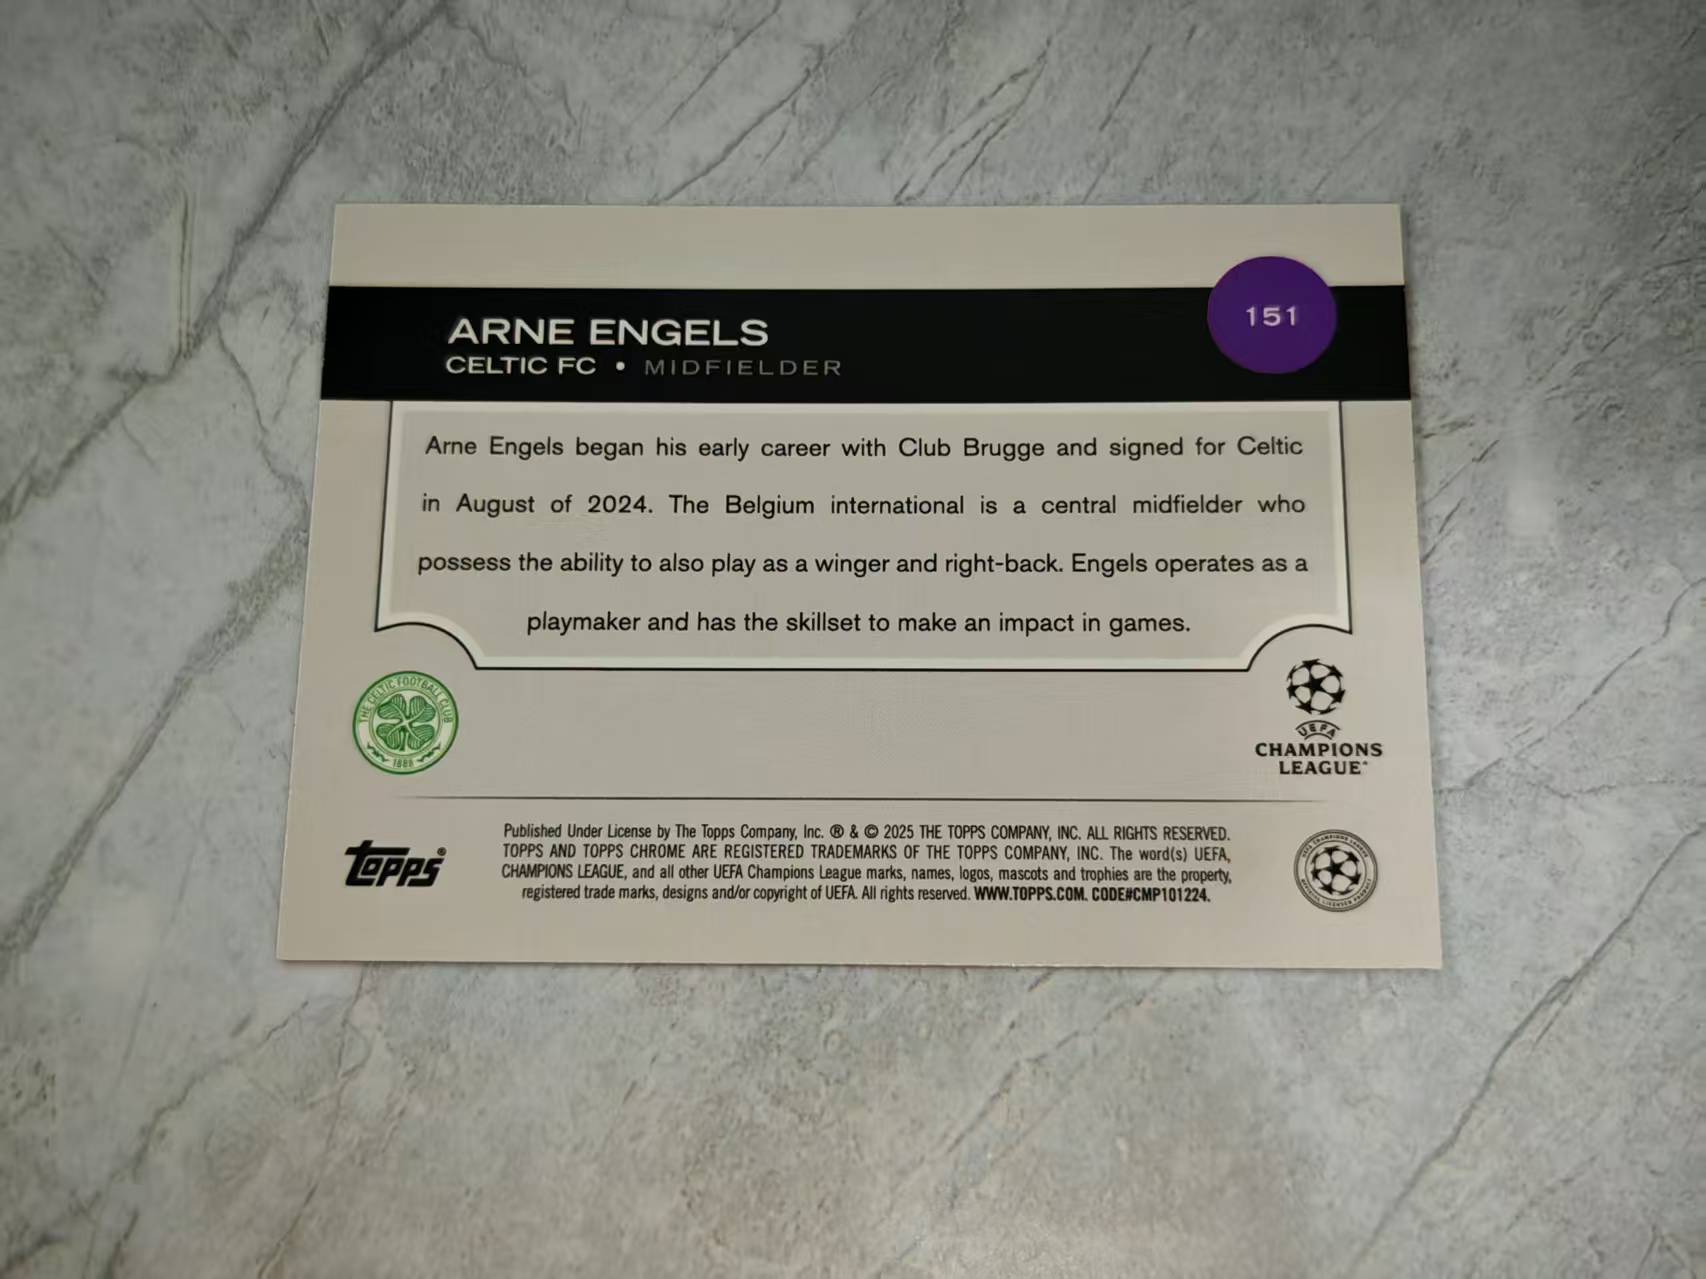 ARNE ENGELS
CELTIC FC • MIDFIELDER
151
Arne Engels began his early career with Club Brugge and signed for Celtic
in August of 2024. The Belgium international is a central midfielder who
possess the ability to also play as a winger and right-back. Engels operates as a
playmaker and has the skillset to make an impact in games.
THE CELTIC FOOTBALL CLUB
1888
UEFA
CHAMPIONS
LEAGUE
topps®
Published Under License by The Topps Company, Inc. ® & © 2025 THE TOPPS COMPANY, INC. ALL RIGHTS RESERVED.
TOPPS AND TOPPS CHROME ARE REGISTERED TRADEMARKS OF THE TOPPS COMPANY, INC. The word(s) UEFA,
CHAMPIONS LEAGUE, and all other UEFA Champions League marks, names, logos, mascots and trophies are the property,
registered trade marks, designs and/or copyright of UEFA. All rights reserved. WWW.TOPPS.COM. CODE#CMP101224.
UEFA CHAMPIONS LEAGUE
OFFICIAL LICENSED PRODUCT